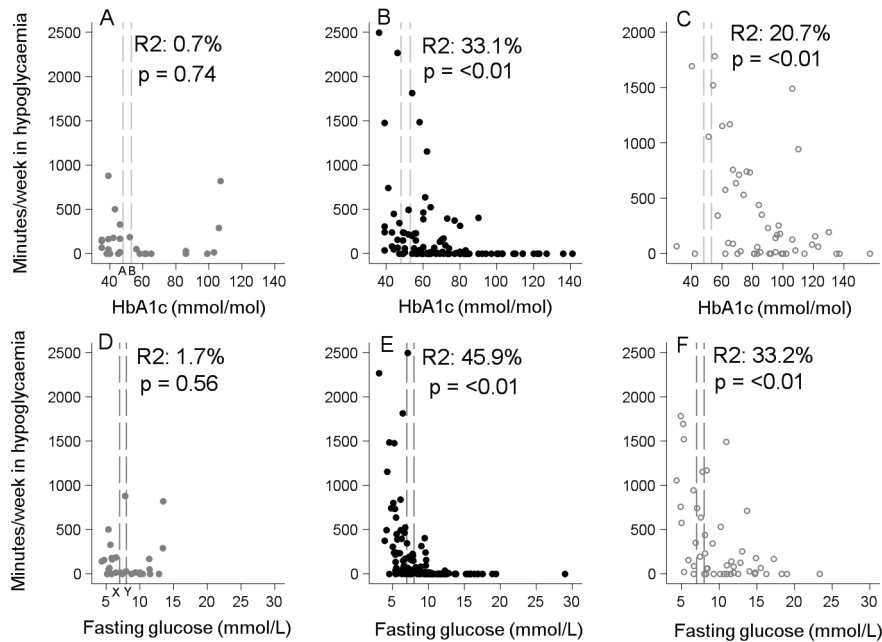 A
R2: 0.7%
p = 0.74
Minutes/week in hypoglycaemia
2500
2000
1500
1000
500
0
40 A B 60 80 100 120
HbA1c (mmol/mol)
B
R2: 33.1%
p = <0.01
2500
2000
1500
1000
500
0
40 60 80 100 120 140
HbA1c (mmol/mol)
C
R2: 20.7%
p = <0.01
2000
1500
1000
500
0
40 60 80 100 120 140
HbA1c (mmol/mol)
D
R2: 1.7%
p = 0.56
Minutes/week in hypoglycaemia
2500
2000
1500
1000
500
0
5 X Y 10 15 20 25 30
Fasting glucose (mmol/L)
E
R2: 45.9%
p = <0.01
2500
2000
1500
1000
500
0
5 10 15 20 25 30
Fasting glucose (mmol/L)
F
R2: 33.2%
p = <0.01
2500
2000
1500
1000
500
0
5 10 15 20 25 30
Fasting glucose (mmol/L)